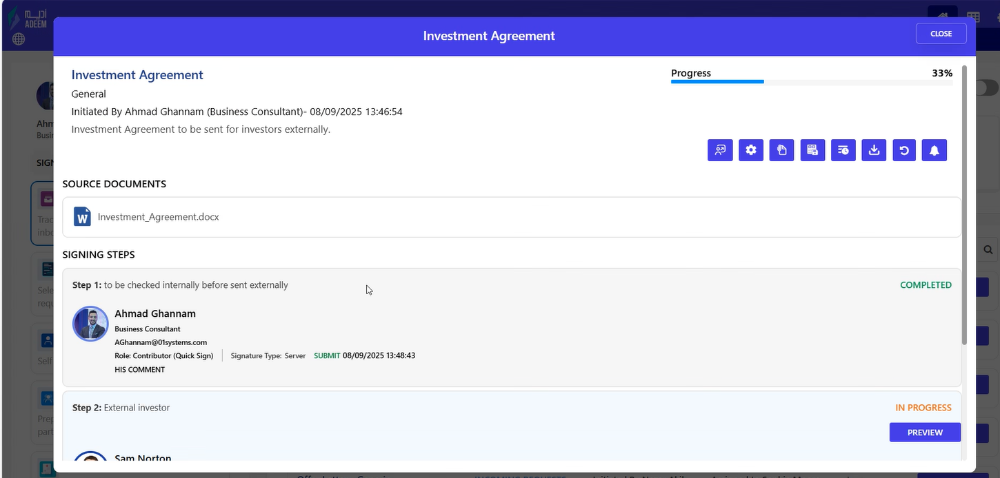 ADEEM
Investment Agreement
CLOSE
Investment Agreement
Progress 33%
General
Initiated By Ahmad Ghannam (Business Consultant)- 08/09/2025 13:46:54
Investment Agreement to be sent for investors externally.
SOURCE DOCUMENTS
W Investment_Agreement.docx
SIGNING STEPS
Step 1: to be checked internally before sent externally COMPLETED
Ahmad Ghannam
Business Consultant
AGhannam@01systems.com
Role: Contributor (Quick Sign) Signature Type: Server SUBMIT 08/09/2025 13:48:43
HIS COMMENT
Step 2: External investor IN PROGRESS
PREVIEW
Sam Norton